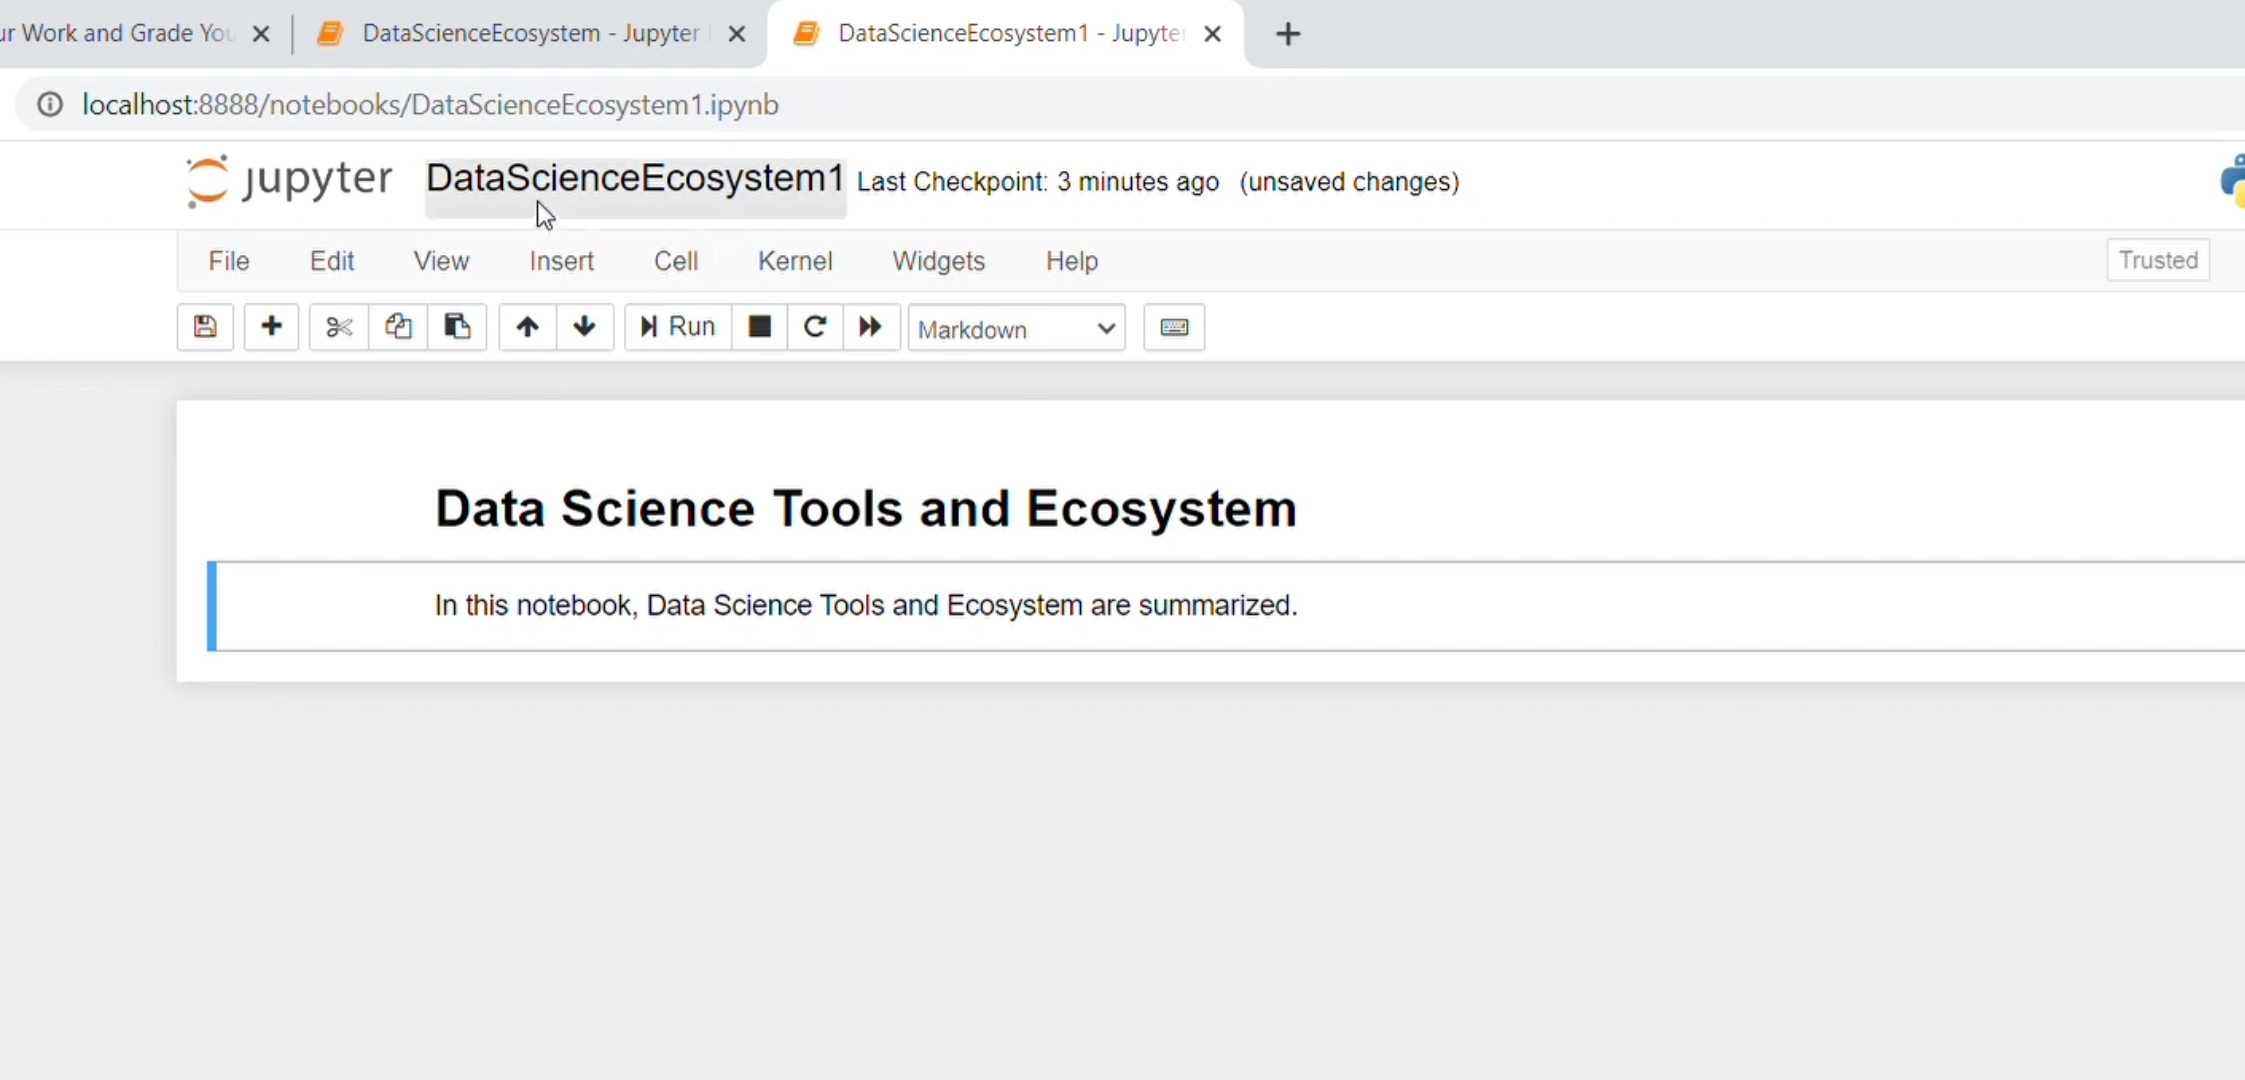 ur Work and Grade You
DataScienceEcosystem - Jupyter
DataScienceEcosystem1 - Jupyter
localhost:8888/notebooks/DataScienceEcosystem1.ipynb
jupyter DataScienceEcosystem1 Last Checkpoint: 3 minutes ago (unsaved changes)
File Edit View Insert Cell Kernel Widgets Help Trusted
Run Markdown
Data Science Tools and Ecosystem
In this notebook, Data Science Tools and Ecosystem are summarized.